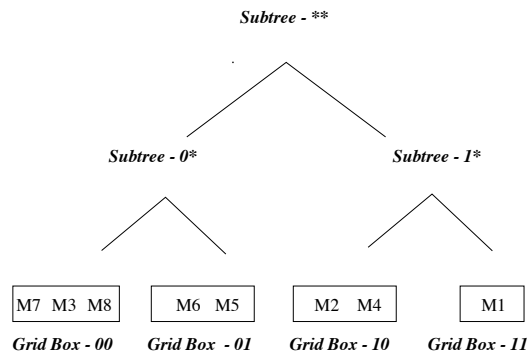 Subtree - **
Subtree - 0* Subtree - 1*
M7 M3 M8 M6 M5 M2 M4 M1
Grid Box - 00 Grid Box - 01 Grid Box - 10 Grid Box - 11